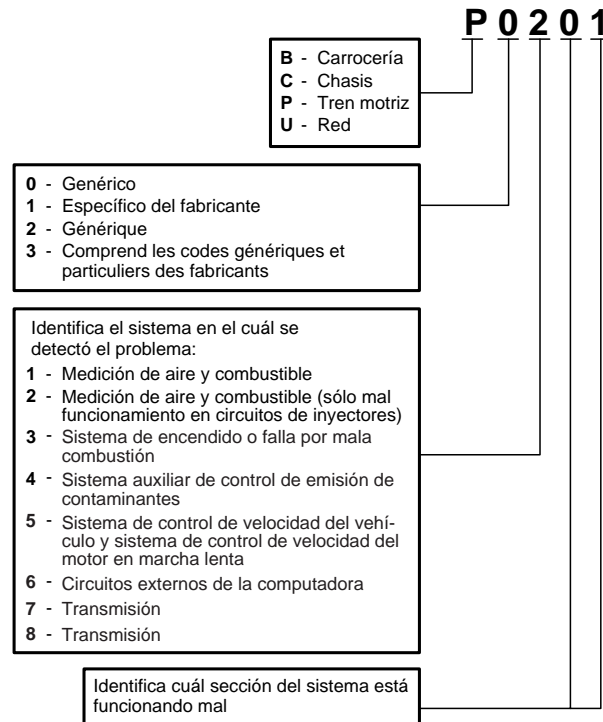 P 0 2 0 1
B - Carrocería
C - Chasis
P - Tren motriz
U - Red
0 - Genérico
1 - Específico del fabricante
2 - Générique
3 - Comprend les codes génériques et
particuliers des fabricants
Identifica el sistema en el cuál se
detectó el problema:
1 - Medición de aire y combustible
2 - Medición de aire y combustible (sólo mal
funcionamiento en circuitos de inyectores)
3 - Sistema de encendido o falla por mala
combustión
4 - Sistema auxiliar de control de emisión de
contaminantes
5 - Sistema de control de velocidad del vehí-
culo y sistema de control de velocidad del
motor en marcha lenta
6 - Circuitos externos de la computadora
7 - Transmisión
8 - Transmisión
Identifica cuál sección del sistema está
funcionando mal